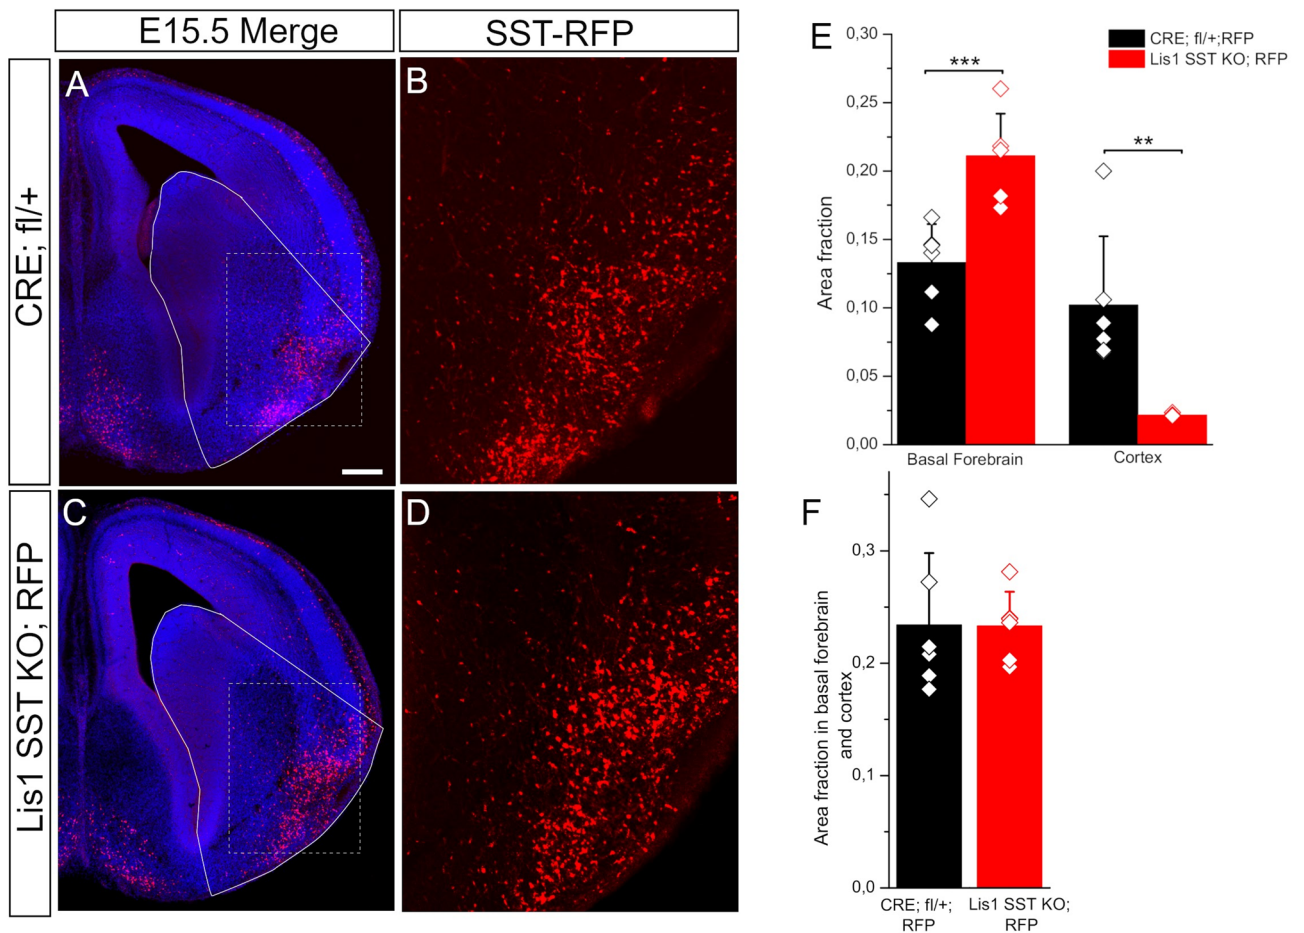 E15.5 Merge
SST-RFP
CRE; fl/+
Lis1 SST KO; RFP
A
B
C
D
E
0,30
0,25
0,20
0,15
0,10
0,05
0,00
Area fraction
***
**
CRE; fl/+;RFP
Lis1 SST KO; RFP
Basal Forebrain
Cortex
F
0,3
0,2
0,1
0,0
Area fraction in basal forebrain
and cortex
CRE; fl/+;
RFP
Lis1 SST KO;
RFP